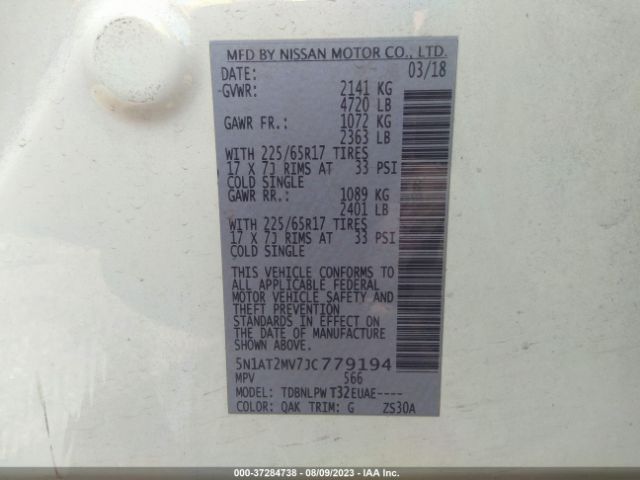 MFD BY NISSAN MOTOR CO., LTD.
DATE: 03/18
GVWR: 2141 KG
4720 LB
GAWR FR.: 1072 KG
2363 LB
WITH 225/65R17 TIRES
17 X 7J RIMS AT 33 PSI
COLD SINGLE
GAWR RR.: 1089 KG
2401 LB
WITH 225/65R17 TIRES
17 X 7J RIMS AT 33 PSI
COLD SINGLE
THIS VEHICLE CONFORMS TO
ALL APPLICABLE FEDERAL
MOTOR VEHICLE SAFETY AND
THEFT PREVENTION
STANDARDS IN EFFECT ON
THE DATE OF MANUFACTURE
SHOWN ABOVE.
5N1AT2MV7JC779194
MPV 566
MODEL: TDBNLPW T32EUAE----
COLOR: QAK TRIM: G ZS30A
000-37284738 - 08/09/2023 - IAA Inc.